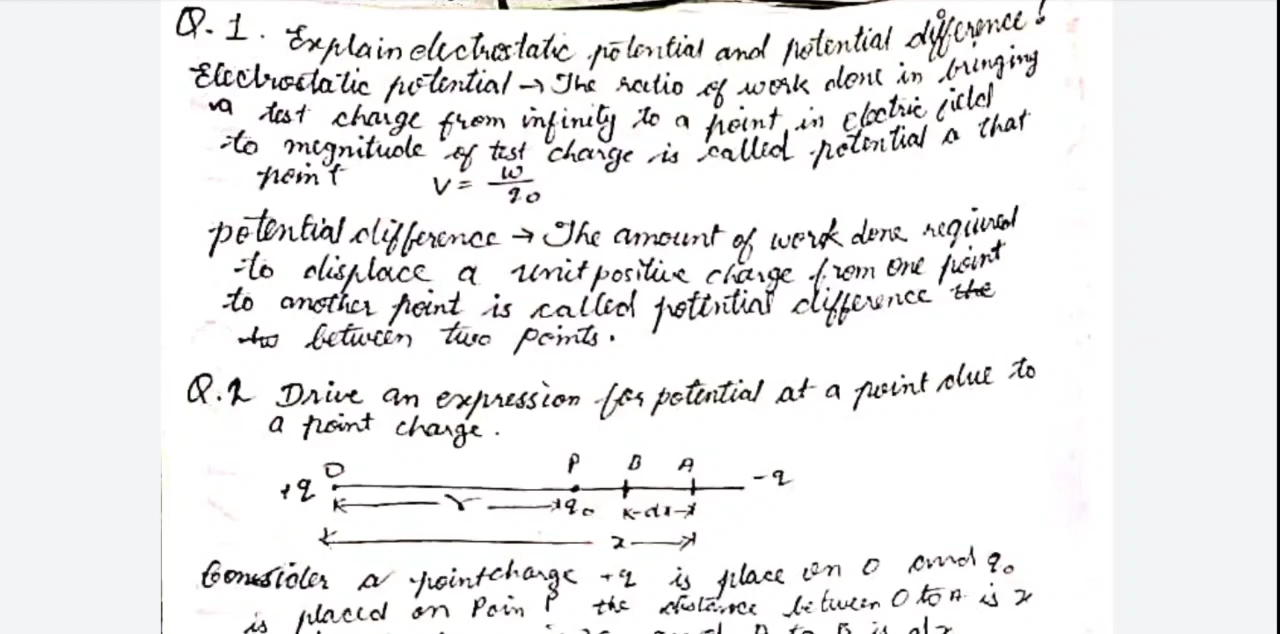 Q.1. Explain electrostatic potential and potential difference!
Electrostatic potential → The ratio of work done in bringing
a test charge from infinity to a point in electric field
to megnitude of test charge is called potential a that
point V = w/q0
potential difference → The amount of work done required
to displace a unit positive charge from one point
to another point is called potential difference the
between two points.
Q.2 Drive an expression for potential at a point due to
a point charge.
O P B A
+q -q
r q0 dx
x
Consider a point charge +q is place on O and q0
is placed on Poin P the distance between O to A is x